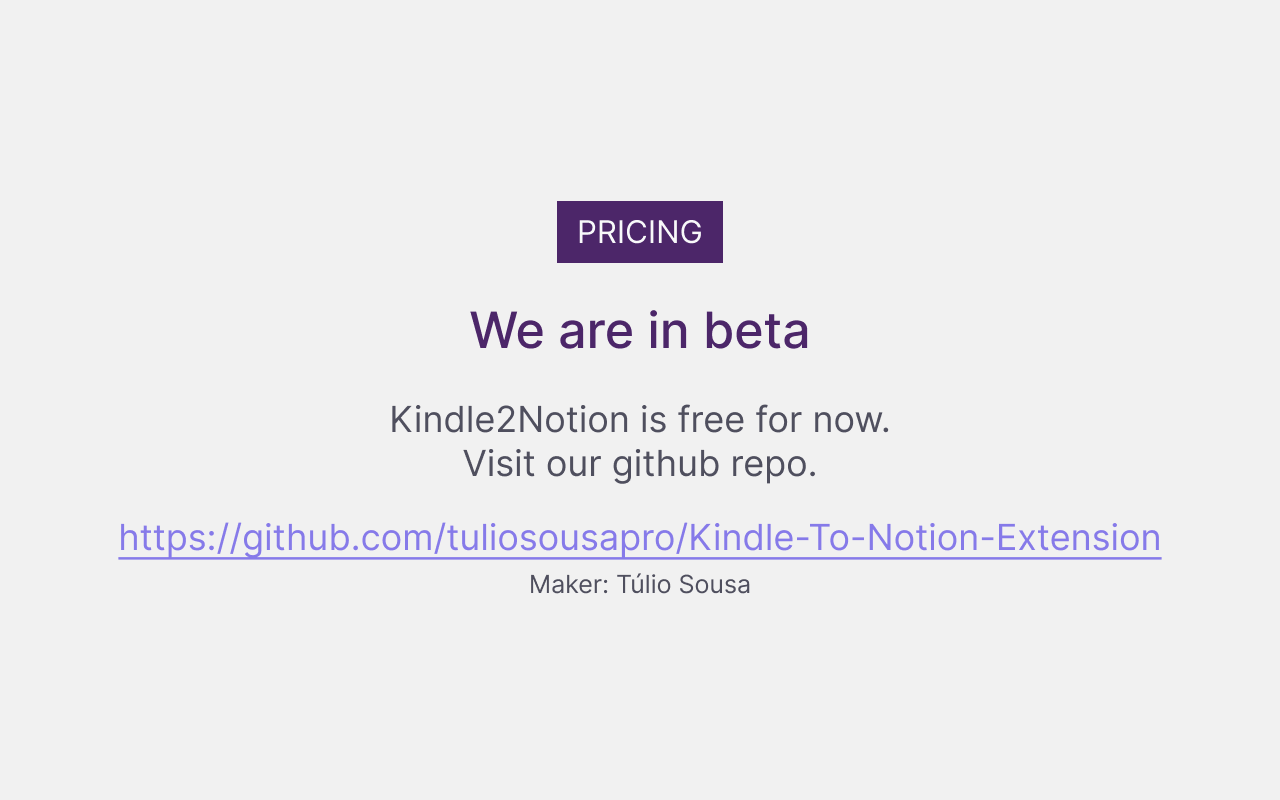 PRICING
We are in beta
Kindle2Notion is free for now.
Visit our github repo.
https://github.com/tuliosousapro/Kindle-To-Notion-Extension
Maker: Túlio Sousa